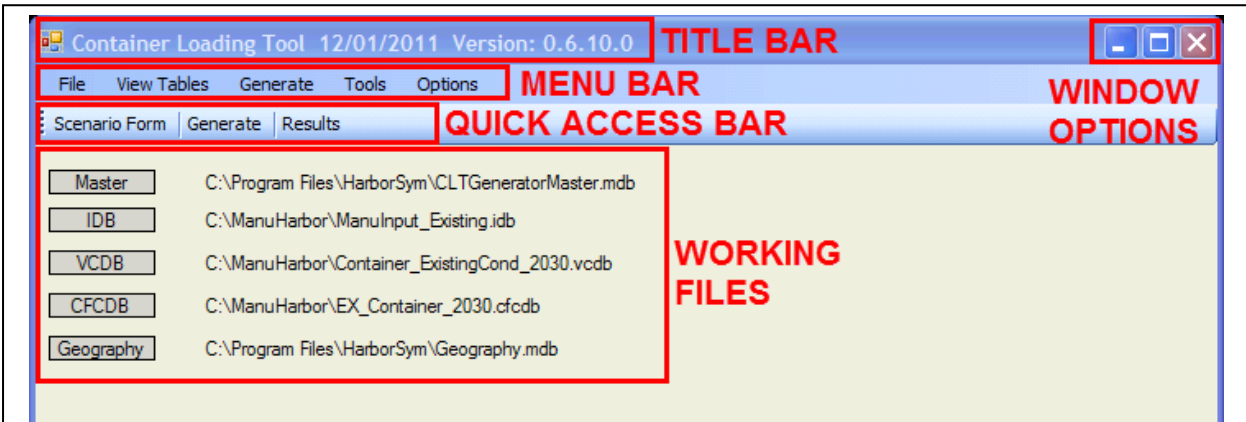 Container Loading Tool 12/01/2011 Version: 0.6.10.0 TITLE BAR
File View Tables Generate Tools Options MENU BAR
WINDOW
OPTIONS
Scenario Form Generate Results QUICK ACCESS BAR
Master C:\Program Files\HarborSym\CLTGeneratorMaster.mdb
IDB C:\ManuHarbor\ManuInput_Existing.idb
VCDB C:\ManuHarbor\Container_ExistingCond_2030.vcdb
CFCDB C:\ManuHarbor\EX_Container_2030.cfcdb
Geography C:\Program Files\HarborSym\Geography.mdb
WORKING
FILES